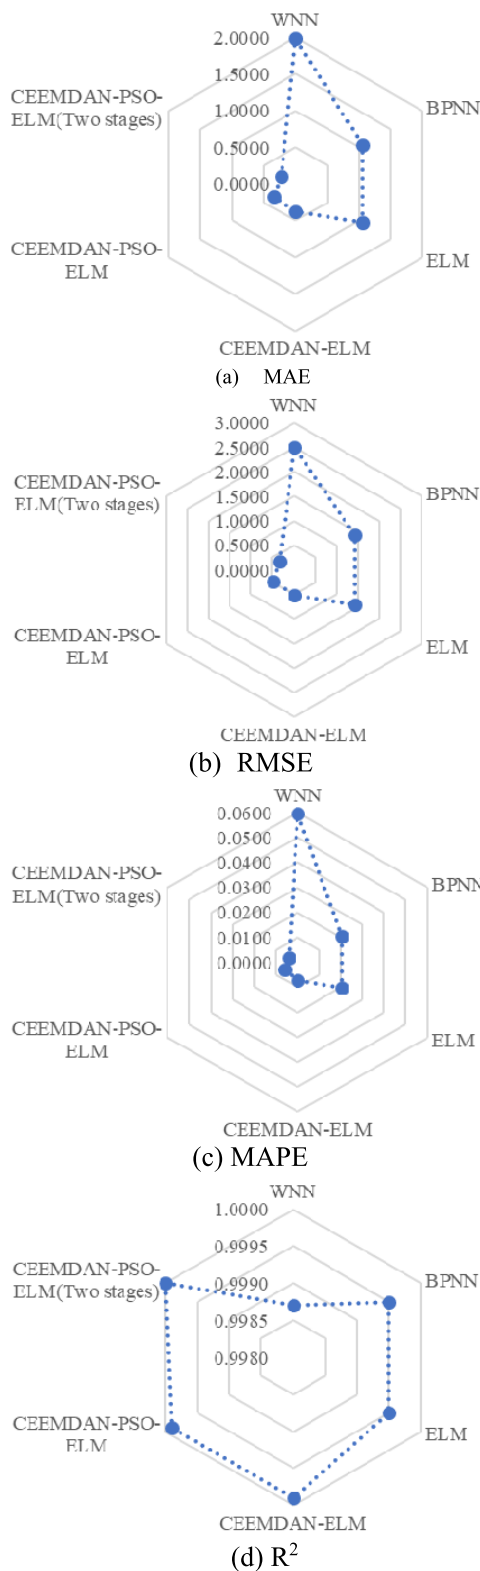 WNN
2.0000
1.5000
1.0000
0.5000
0.0000
CEEMDAN-PSO-
ELM(Two stages)
BPNN
CEEMDAN-PSO-
ELM
ELM
CEEMDAN-ELM
(a) MAE
WNN
3.0000
2.5000
2.0000
1.5000
1.0000
0.5000
0.0000
CEEMDAN-PSO-
ELM(Two stages)
BPNN
CEEMDAN-PSO-
ELM
ELM
CEEMDAN-ELM
(b) RMSE
WNN
0.0600
0.0500
0.0400
0.0300
0.0200
0.0100
0.0000
CEEMDAN-PSO-
ELM(Two stages)
BPNN
CEEMDAN-PSO-
ELM
ELM
CEEMDAN-ELM
(c) MAPE
WNN
1.0000
0.9995
0.9990
0.9985
0.9980
CEEMDAN-PSO-
ELM(Two stages)
BPNN
CEEMDAN-PSO-
ELM
ELM
CEEMDAN-ELM
(d) R²